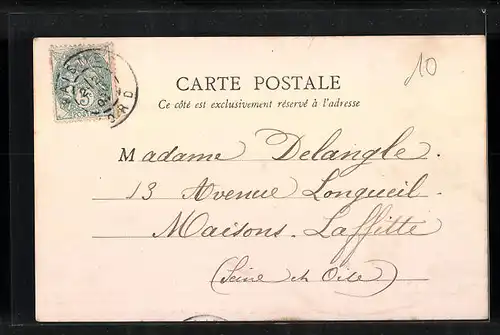 10
CARTE POSTALE
Ce côté est exclusivement réservé à l'adresse
Madame Delangle.
13 Avenue Longueil.
Maisons-Laffitte
(Seine et Oise)